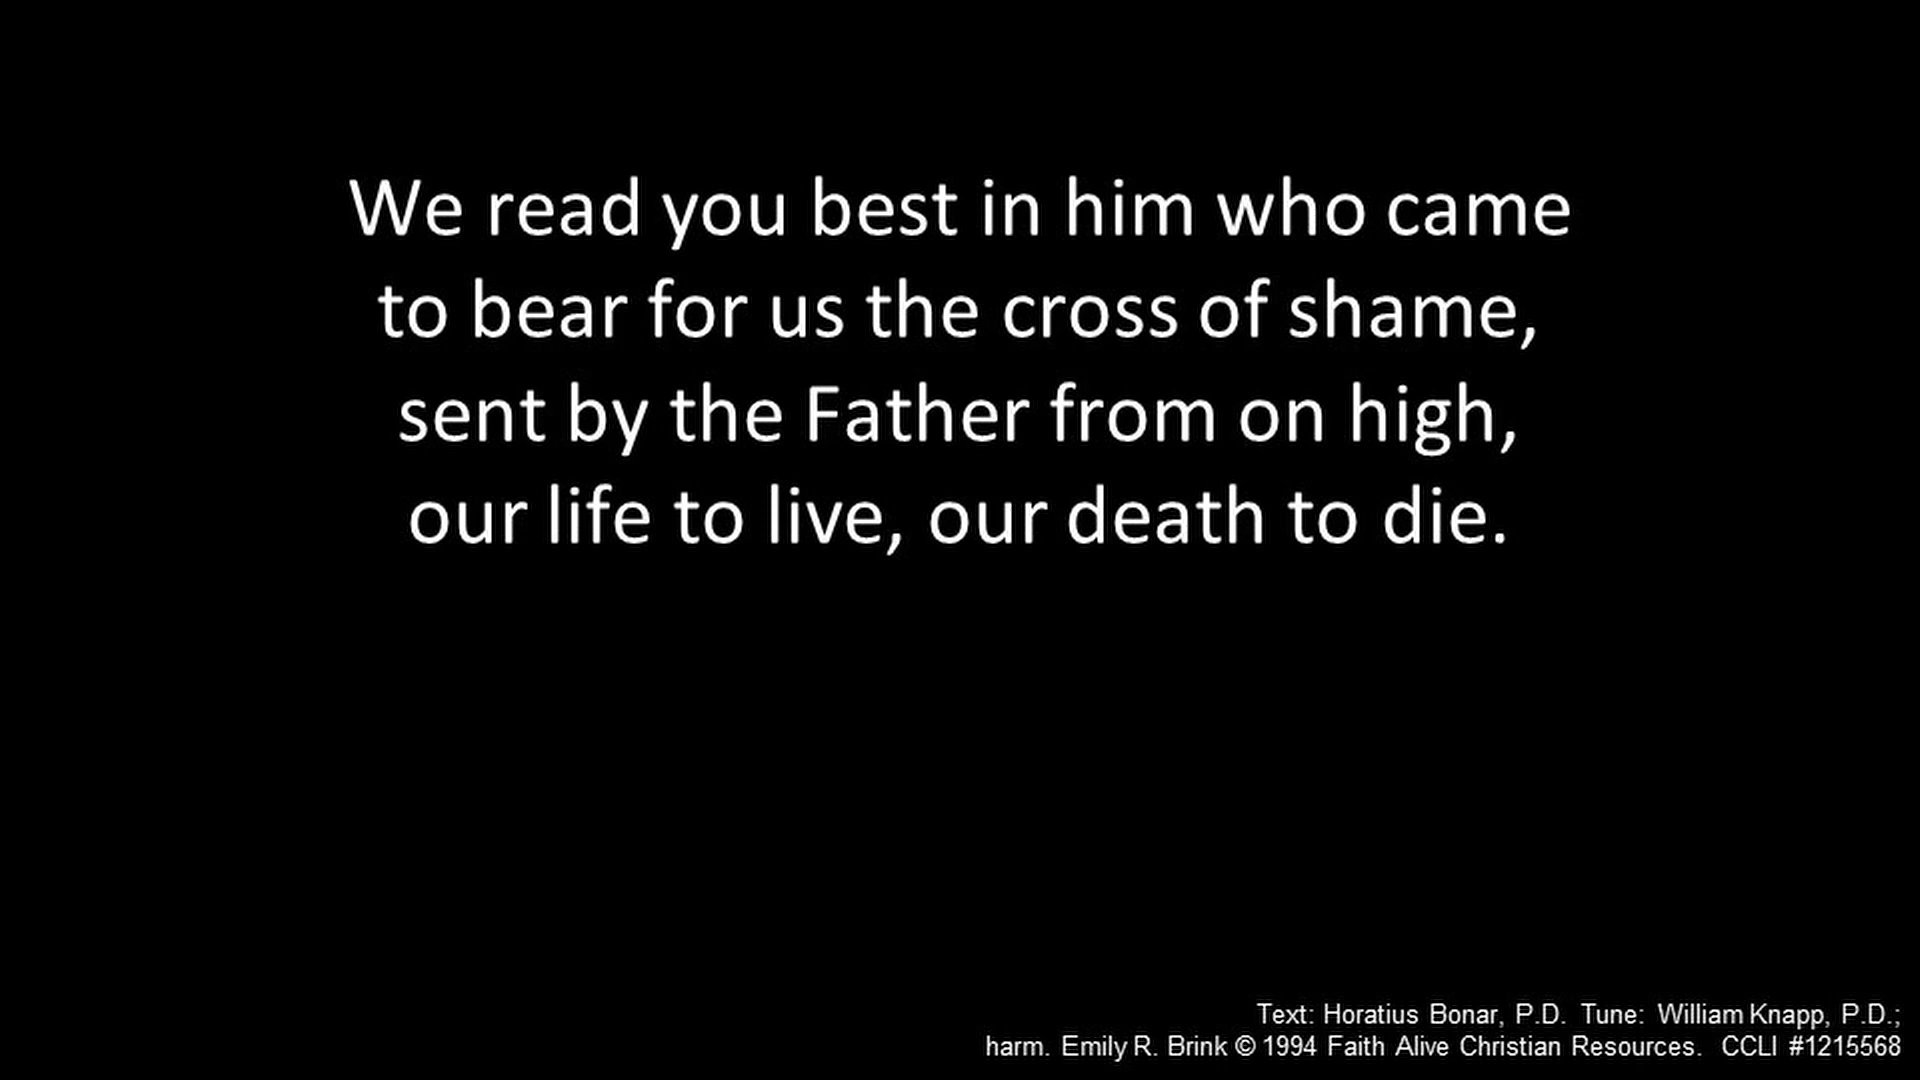 We read you best in him who came
to bear for us the cross of shame,
sent by the Father from on high,
our life to live, our death to die.
Text: Horatius Bonar, P.D. Tune: William Knapp, P.D.;
harm. Emily R. Brink © 1994 Faith Alive Christian Resources. CCLI #1215568